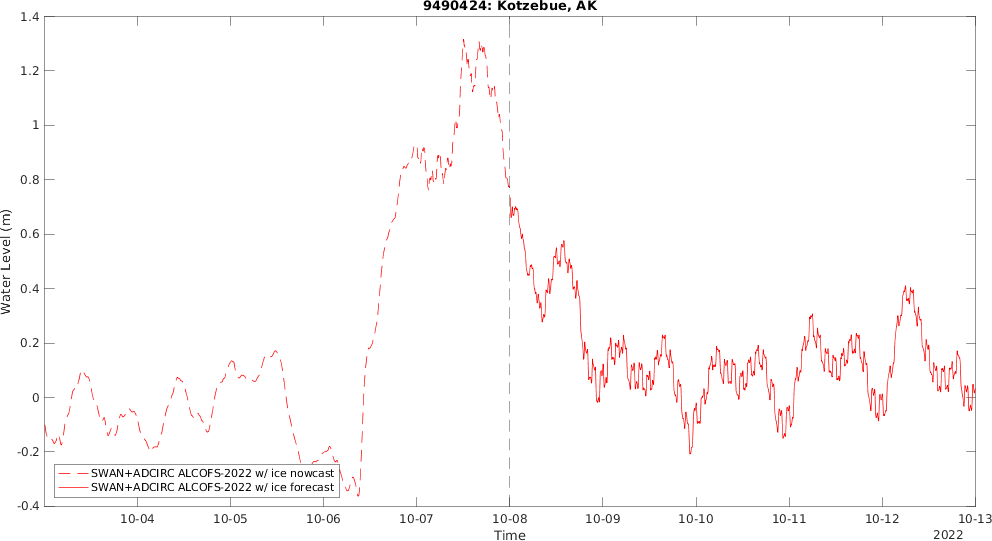 9490424: Kotzebue, AK
1.4
1.2
1
0.8
0.6
0.4
0.2
0
-0.2
-0.4
Water Level (m)
SWAN+ADCIRC ALCOFS-2022 w/ ice nowcast
SWAN+ADCIRC ALCOFS-2022 w/ ice forecast
10-04 10-05 10-06 10-07 10-08 10-09 10-10 10-11 10-12 10-13
Time
2022